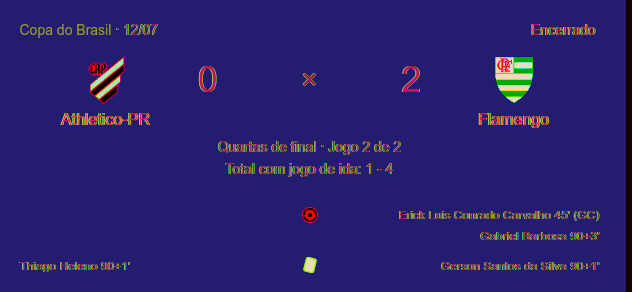 Copa do Brasil · 12/07
Encerrado
0 × 2
Athletico-PR
Flamengo
Quartas de final · Jogo 2 de 2
Total com jogo de ida: 1 - 4
Erick Luis Conrado Carvalho 45' (GC)
Gabriel Barbosa 90+3'
Thiago Heleno 90+1'
Gerson Santos da Silva 90+1'